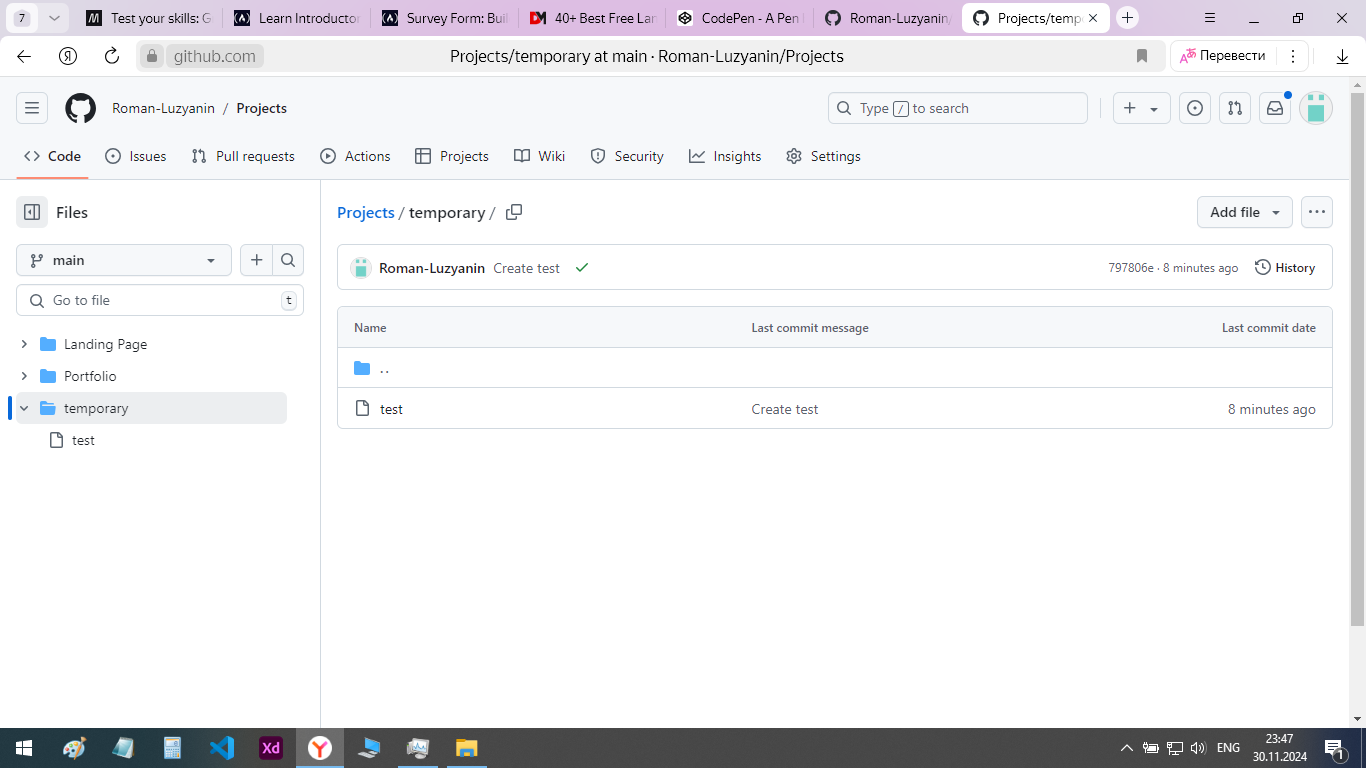 7
Test your skills: G
Learn Introductor
Survey Form: Buil
40+ Best Free Lan
CodePen - A Pen
Roman-Luzyanin/
Projects/temp
github.com
Projects/temporary at main · Roman-Luzyanin/Projects
Перевести
Roman-Luzyanin / Projects
Type / to search
Code
Issues
Pull requests
Actions
Projects
Wiki
Security
Insights
Settings
Files
Projects / temporary /
Add file
main
Roman-Luzyanin Create test
797806e · 8 minutes ago
History
Go to file
t
Name
Last commit message
Last commit date
Landing Page
Portfolio
temporary
test
..
test
Create test
8 minutes ago
Xd
ENG
23:47
30.11.2024
1